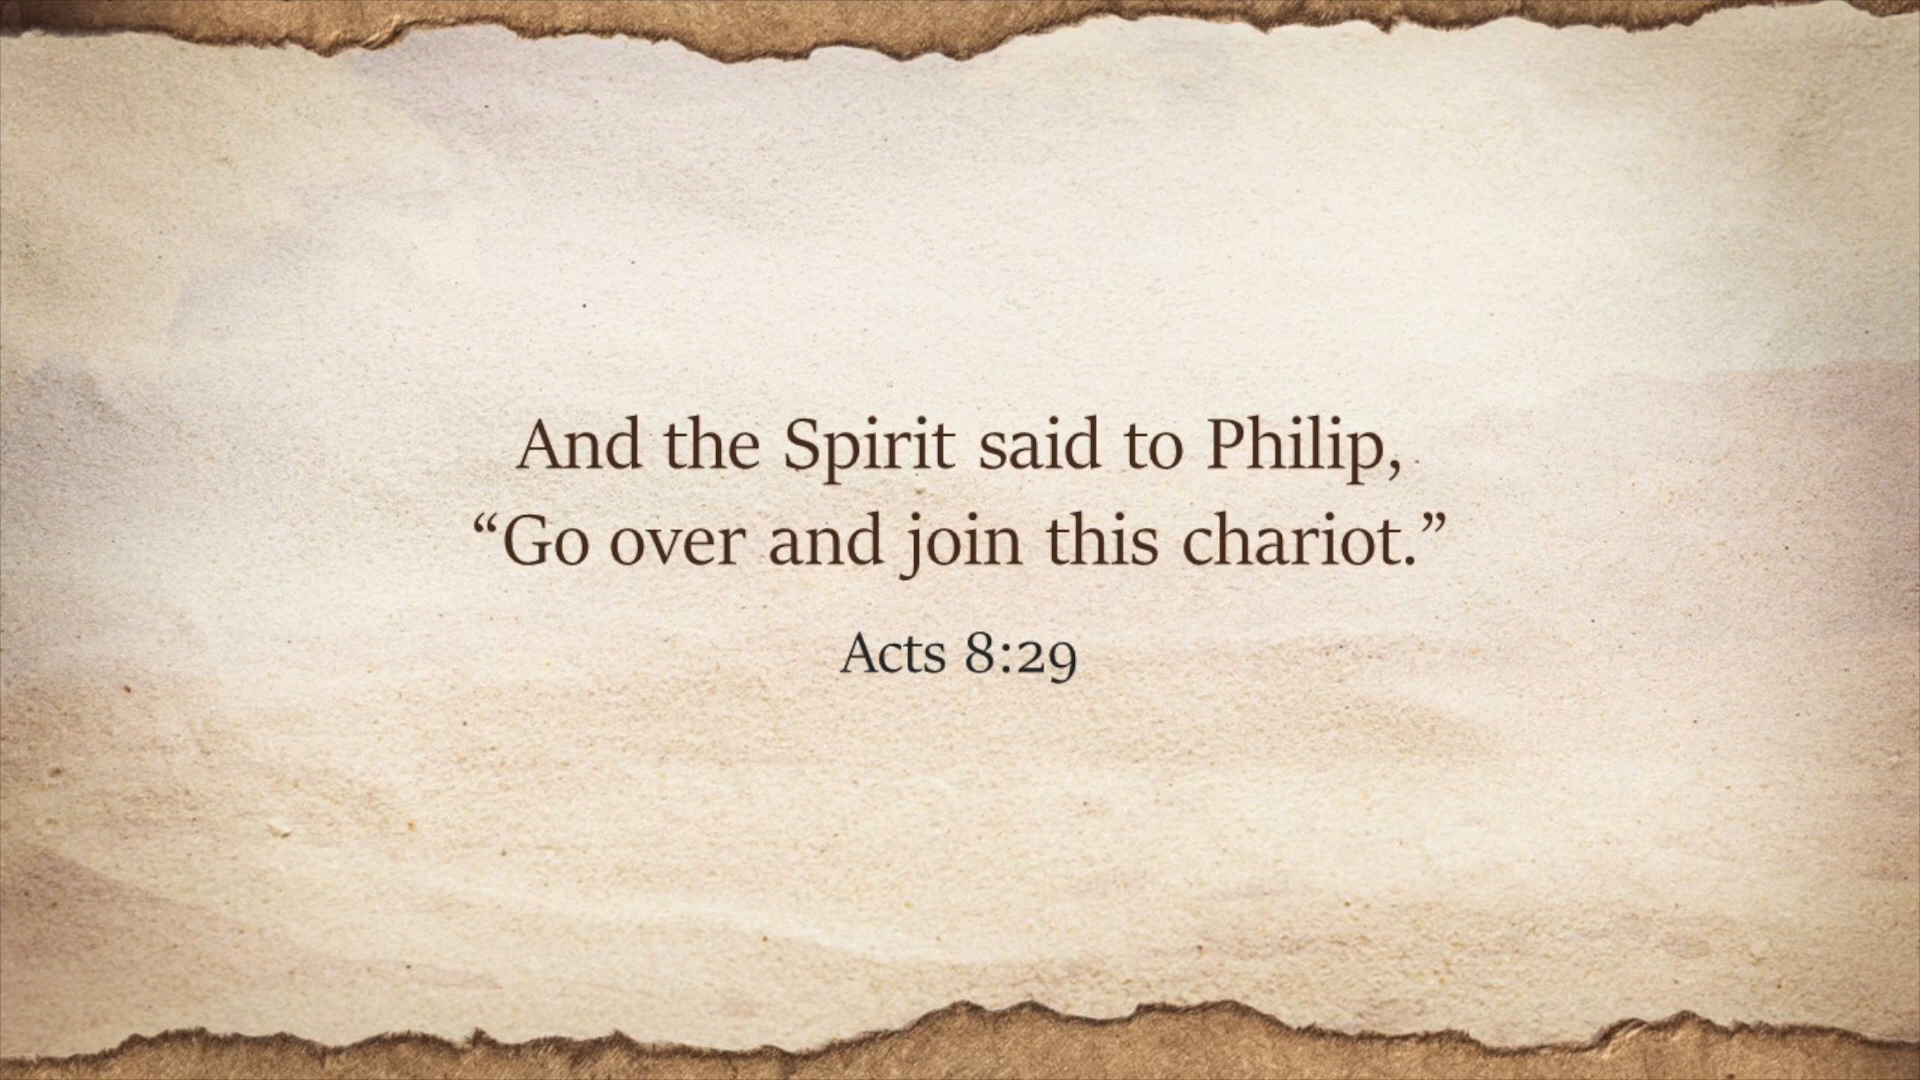 And the Spirit said to Philip,
“Go over and join this chariot.”
Acts 8:29